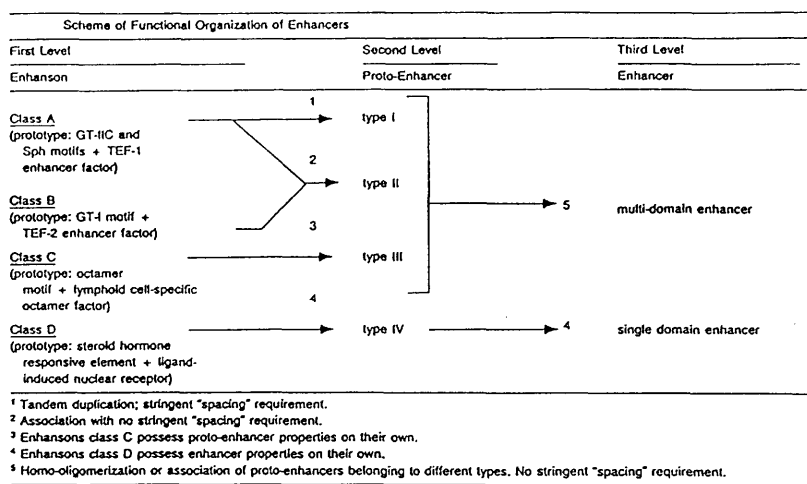 Scheme of Functional Organization of Enhancers
First Level Second Level Third Level
Enhanson Proto-Enhancer Enhancer
1
Class A type I
(prototype: GT-IIC and
Sph motifs + TEF-1
enhancer factor)
2
type II
Class B
(prototype: GT-I motif +
TEF-2 enhancer factor)
5 multi-domain enhancer
3
Class C type III
(prototype: octamer
motif + lymphoid cell-specific
octamer factor)
4
Class D type IV 4 single domain enhancer
(prototype: steroid hormone
responsive element + ligand-
induced nuclear receptor)
1 Tandem duplication; stringent "spacing" requirement.
2 Association with no stringent "spacing" requirement.
3 Enhansons class C possess proto-enhancer properties on their own.
4 Enhansons class D possess enhancer properties on their own.
5 Homo-oligomerization or association of proto-enhancers belonging to different types. No stringent "spacing" requirement.